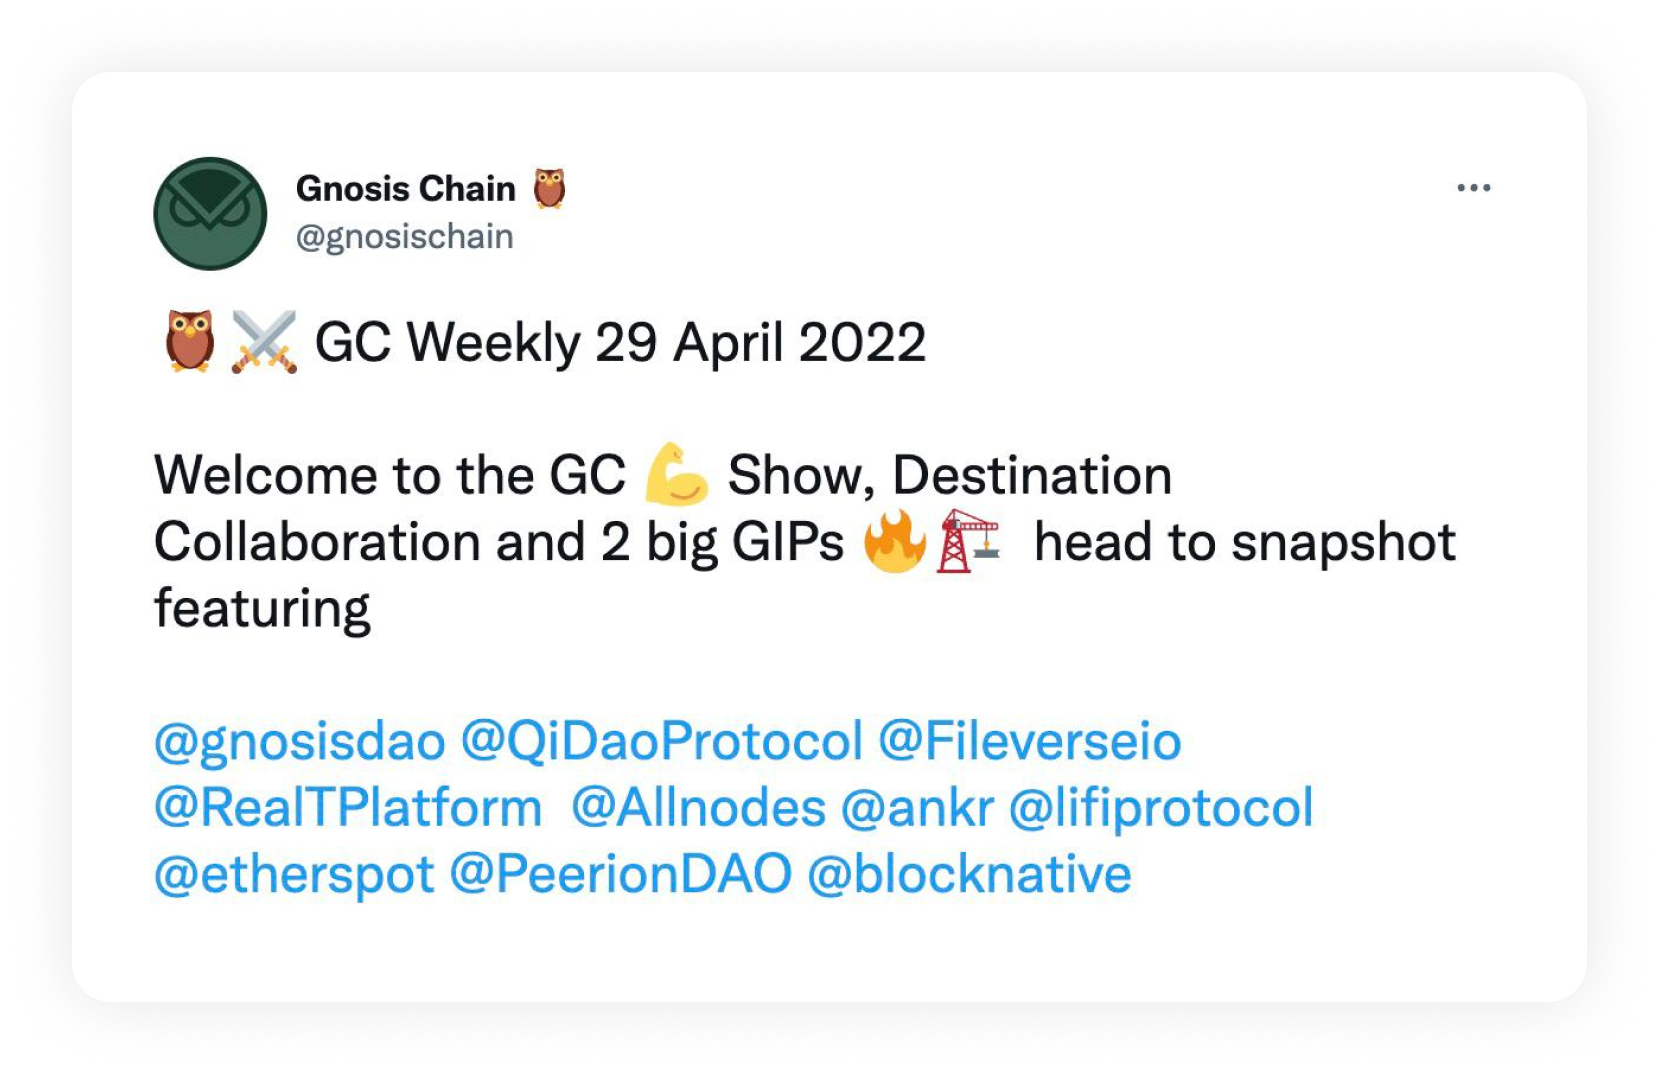 Gnosis Chain 🦉
@gnosischain
🦉⚔️ GC Weekly 29 April 2022
Welcome to the GC 💪 Show, Destination
Collaboration and 2 big GIPs 🔥🏗️ head to snapshot
featuring
@gnosisdao @QiDaoProtocol @Fileverseio
@RealTPlatform @Allnodes @ankr @lifiprotocol
@etherspot @PeerionDAO @blocknative